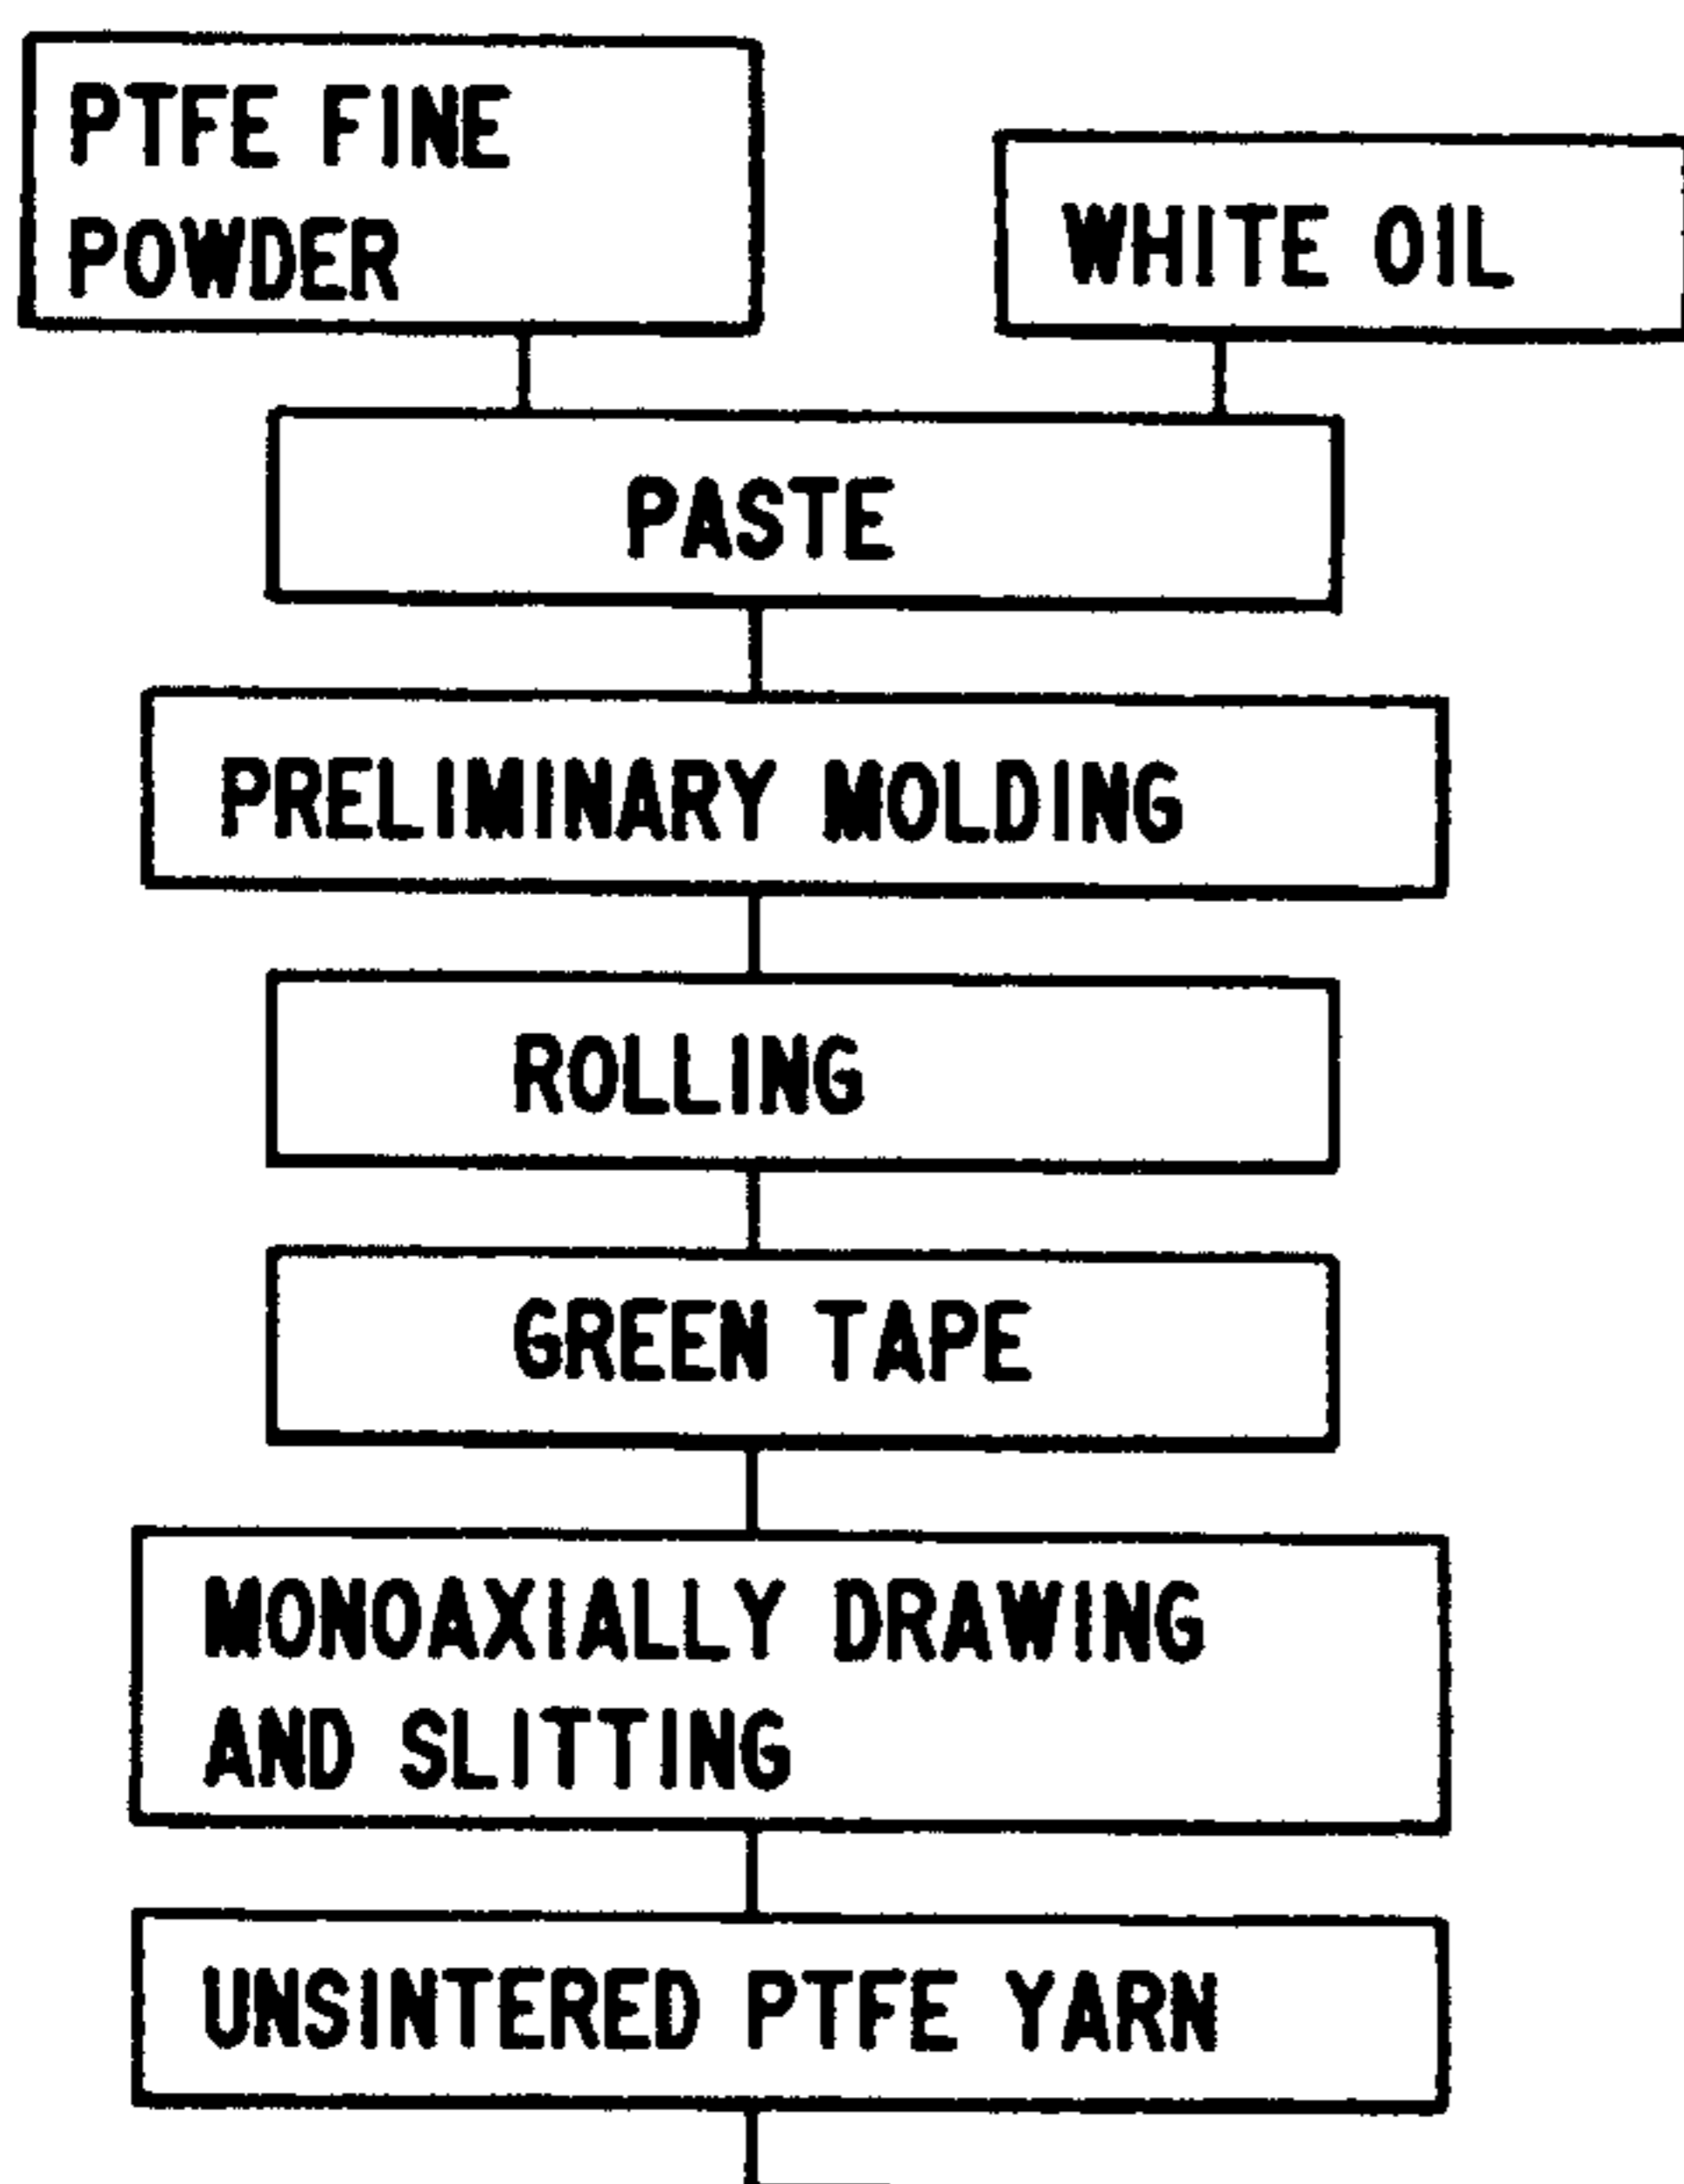 PTFE FINE
POWDER
WHITE OIL
PASTE
PRELIMINARY MOLDING
ROLLING
GREEN TAPE
MONOAXIALLY DRAWING
AND SLITTING
UNSINTERED PTFE YARN